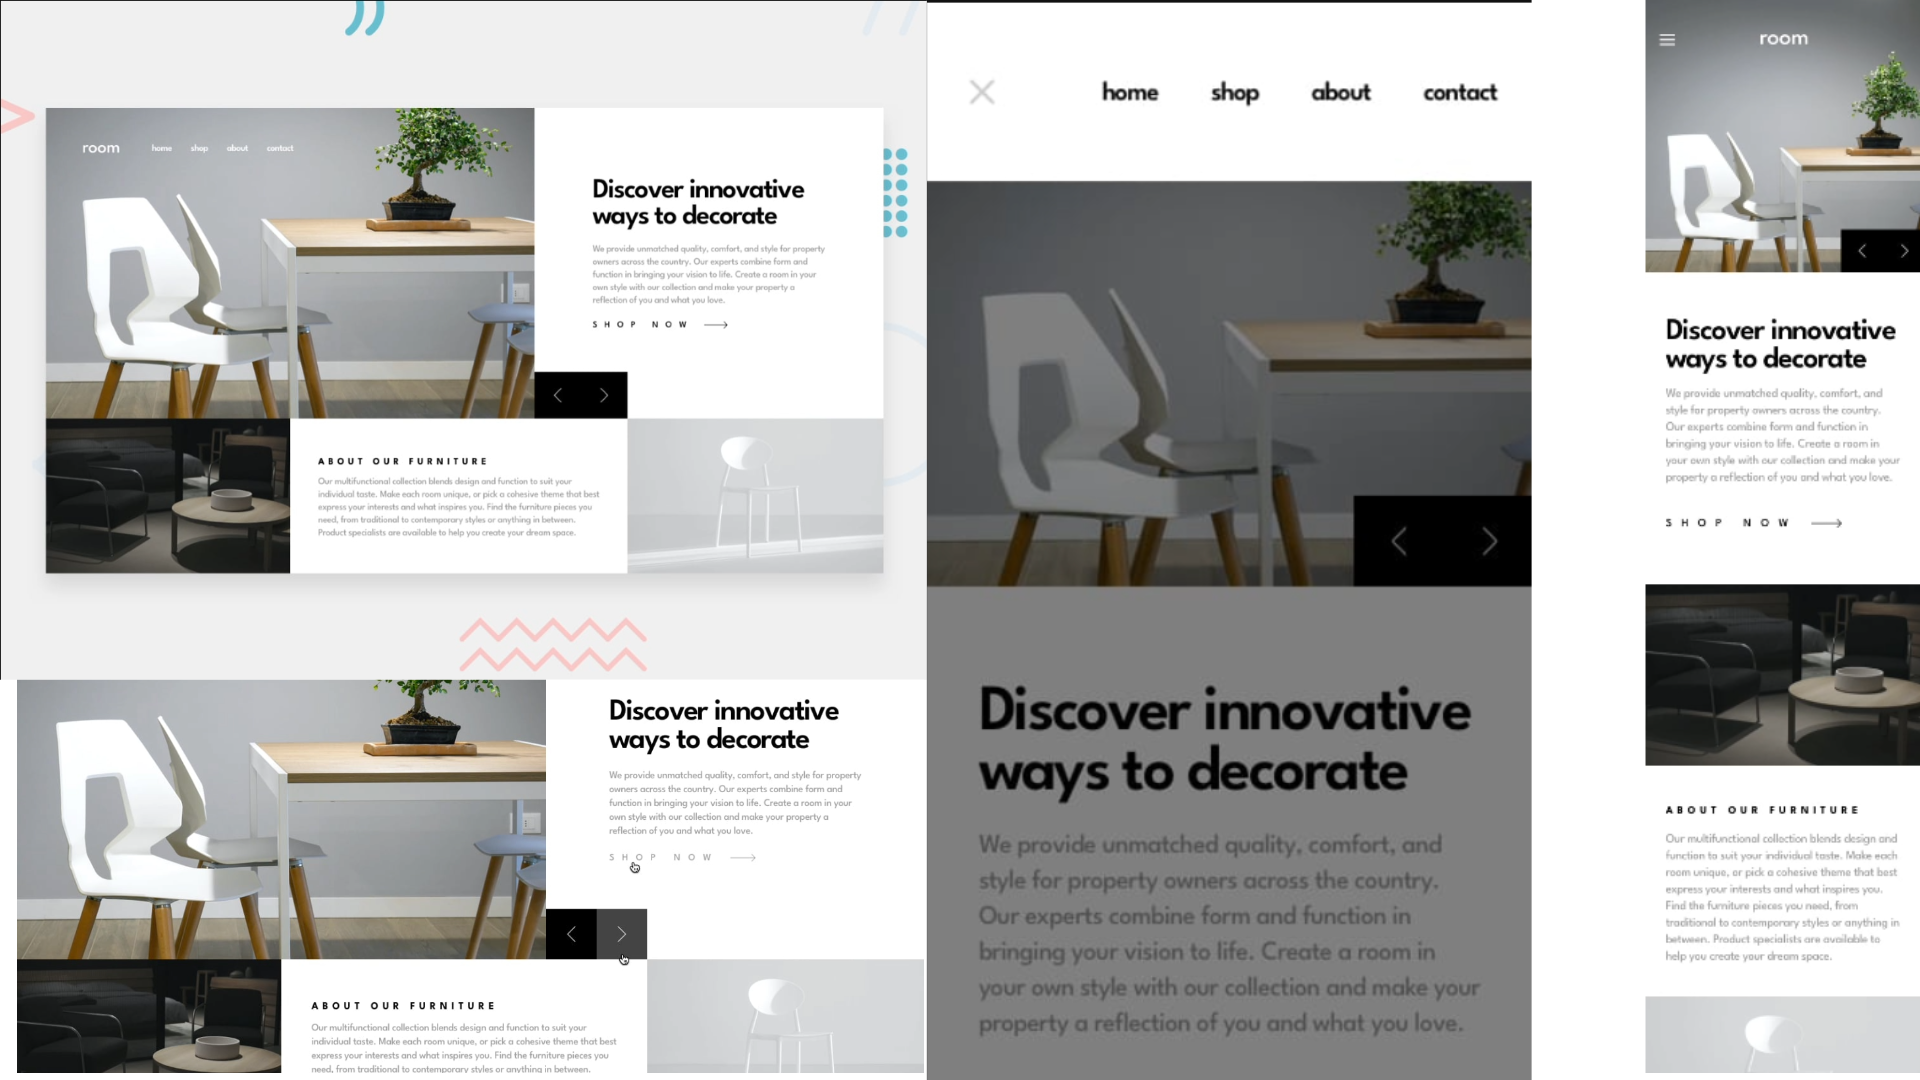 room home shop about contact
Discover innovative
ways to decorate
We provide unmatched quality, comfort, and style for property
owners across the country. Our experts combine form and
function in bringing your vision to life. Create a room in your
own style with our collection and make your property a
reflection of you and what you love.
SHOP NOW
ABOUT OUR FURNITURE
Our multifunctional collection blends design and function to suit your
individual taste. Make each room unique, or pick a cohesive theme that best
express your interests and what inspires you. Find the furniture pieces you
need, from traditional to contemporary styles or anything in between.
Product specialists are available to help you create your dream space.
Discover innovative
ways to decorate
We provide unmatched quality, comfort, and style for property
owners across the country. Our experts combine form and
function in bringing your vision to life. Create a room in your
own style with our collection and make your property a
reflection of you and what you love.
SHOP NOW
ABOUT OUR FURNITURE
Our multifunctional collection blends design and function to suit your
individual taste. Make each room unique, or pick a cohesive theme that best
express your interests and what inspires you. Find the furniture pieces you
need, from traditional to contemporary styles or anything in between.
home shop about contact
Discover innovative
ways to decorate
We provide unmatched quality, comfort, and
style for property owners across the country.
Our experts combine form and function in
bringing your vision to life. Create a room in
your own style with our collection and make your
property a reflection of you and what you love.
room
Discover innovative
ways to decorate
We provide unmatched quality, comfort, and
style for property owners across the country.
Our experts combine form and function in
bringing your vision to life. Create a room in
your own style with our collection and make your
property a reflection of you and what you love.
SHOP NOW
ABOUT OUR FURNITURE
Our multifunctional collection blends design and
function to suit your individual taste. Make each
room unique, or pick a cohesive theme that best
express your interests and what inspires you.
Find the furniture pieces you need, from
traditional to contemporary styles or anything in
between. Product specialists are available to
help you create your dream space.